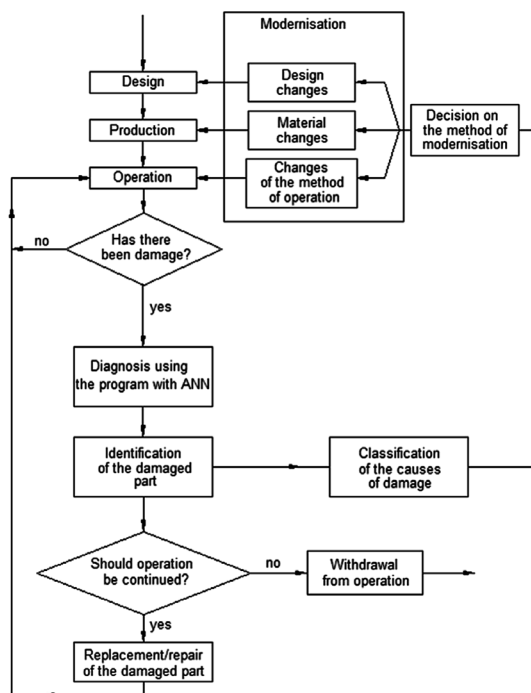 Modernisation
Design
Design
changes
Production
Material
changes
Decision on
the method of
modernisation
Operation
Changes
of the method
of operation
Has there
been damage?
no
yes
Diagnosis using
the program with ANN
Identification
of the damaged
part
Classification
of the causes
of damage
Should operation
be continued?
no
Withdrawal
from operation
yes
Replacement/repair
of the damaged part